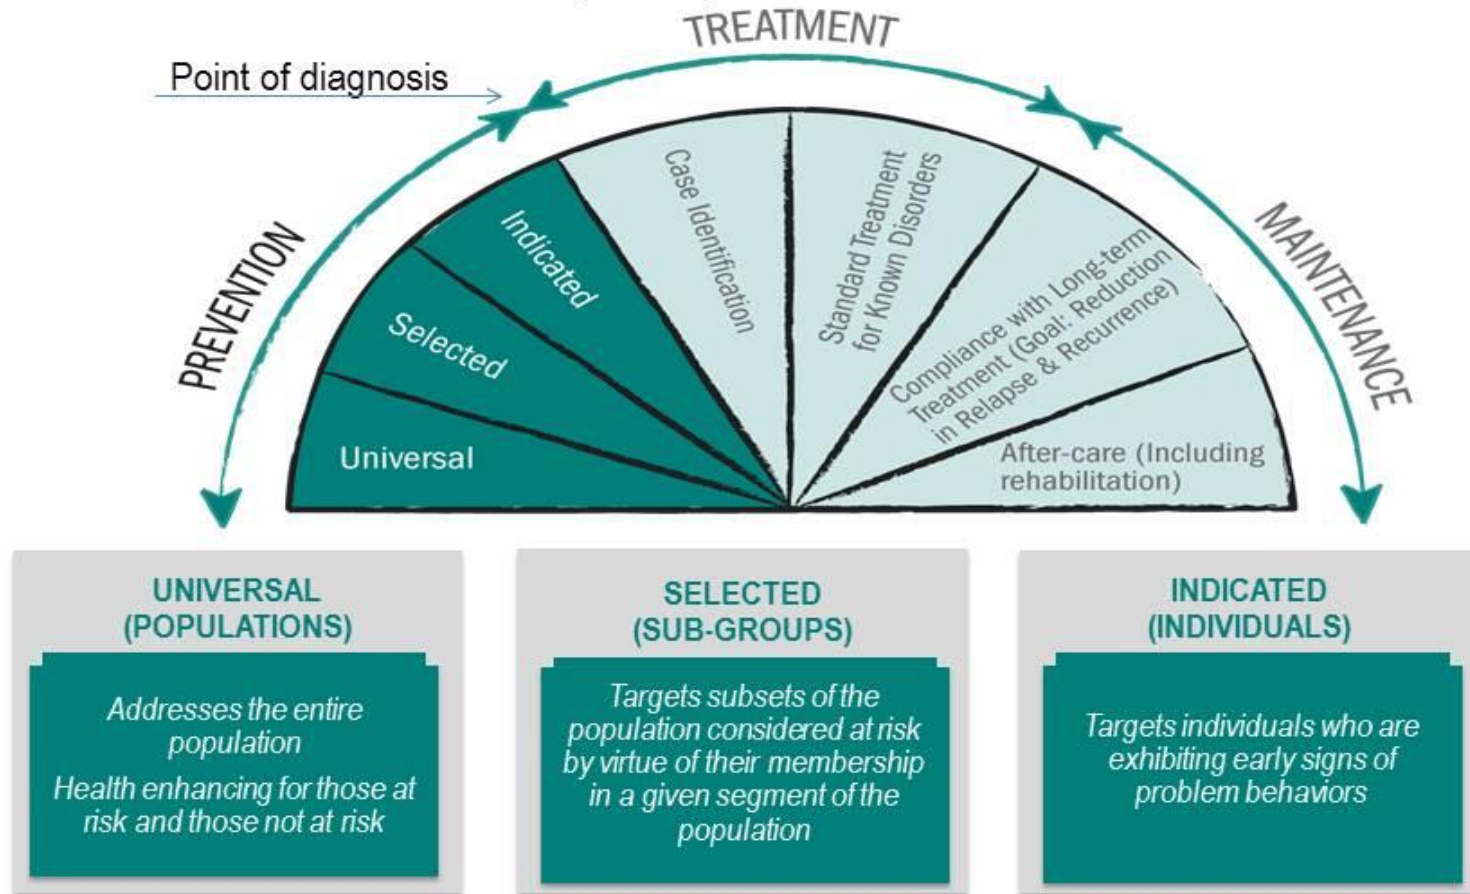 TREATMENT
Point of diagnosis
PREVENTION
MAINTENANCE
Universal
Selected
Indicated
Case Identification
Standard Treatment
for Known Disorders
Compliance with Long-term
Treatment (Goal: Reduction
in Relapse & Recurrence)
After-care (Including
rehabilitation)
UNIVERSAL
(POPULATIONS)
Addresses the entire
population
Health enhancing for those at
risk and those not at risk
SELECTED
(SUB-GROUPS)
Targets subsets of the
population considered at risk
by virtue of their membership
in a given segment of the
population
INDICATED
(INDIVIDUALS)
Targets individuals who are
exhibiting early signs of
problem behaviors